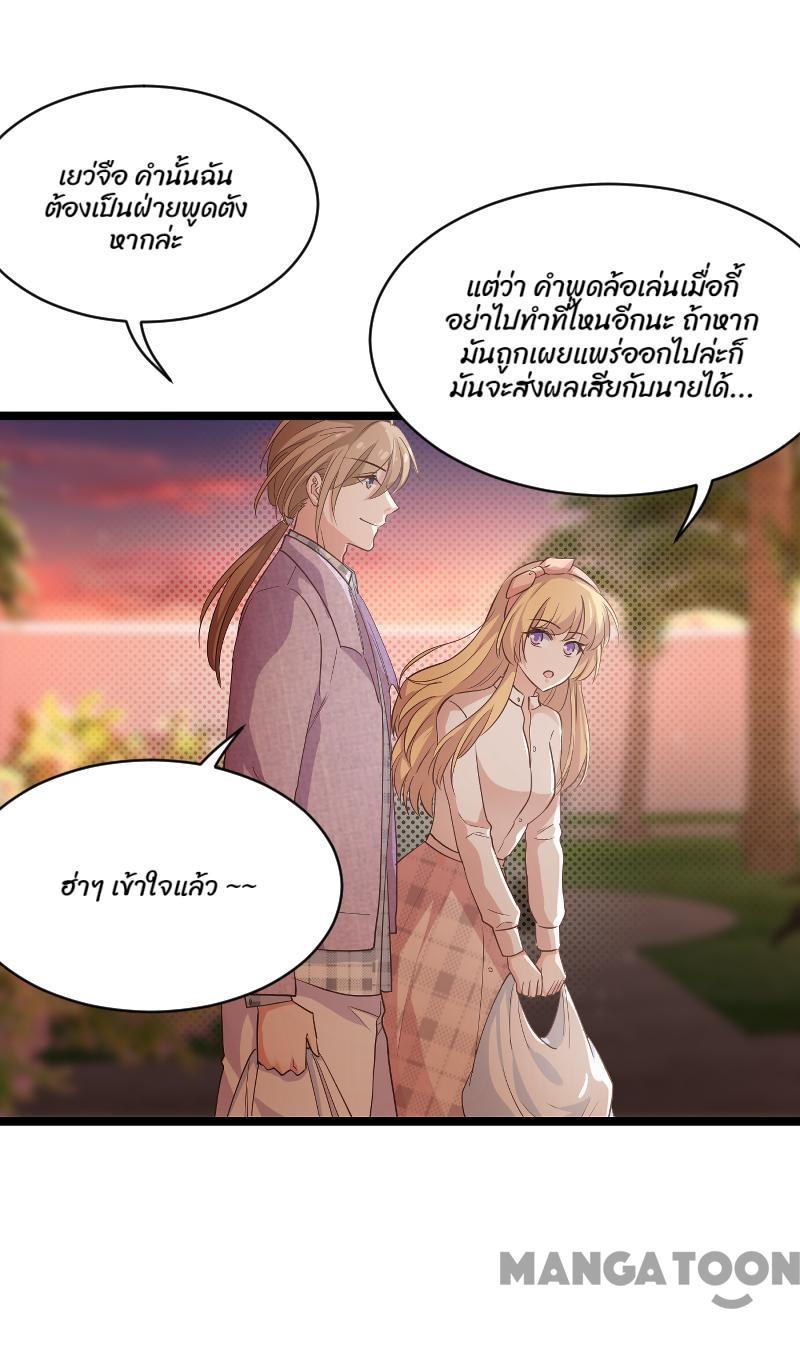 เยว่จือ คำนั้นฉัน
ต้องเป็นฝ่ายพูดตัง
หากล่ะ
แต่ว่า คำพูดล้อเล่นเมื่อกี้
อย่าไปทำที่ไหนอีกนะ ถ้าหาก
มันถูกเผยแพร่ออกไปล่ะก็
มันจะส่งผลเสียกับนายได้...
ฮ่าๆ เข้าใจแล้ว ~~
MANGATOON